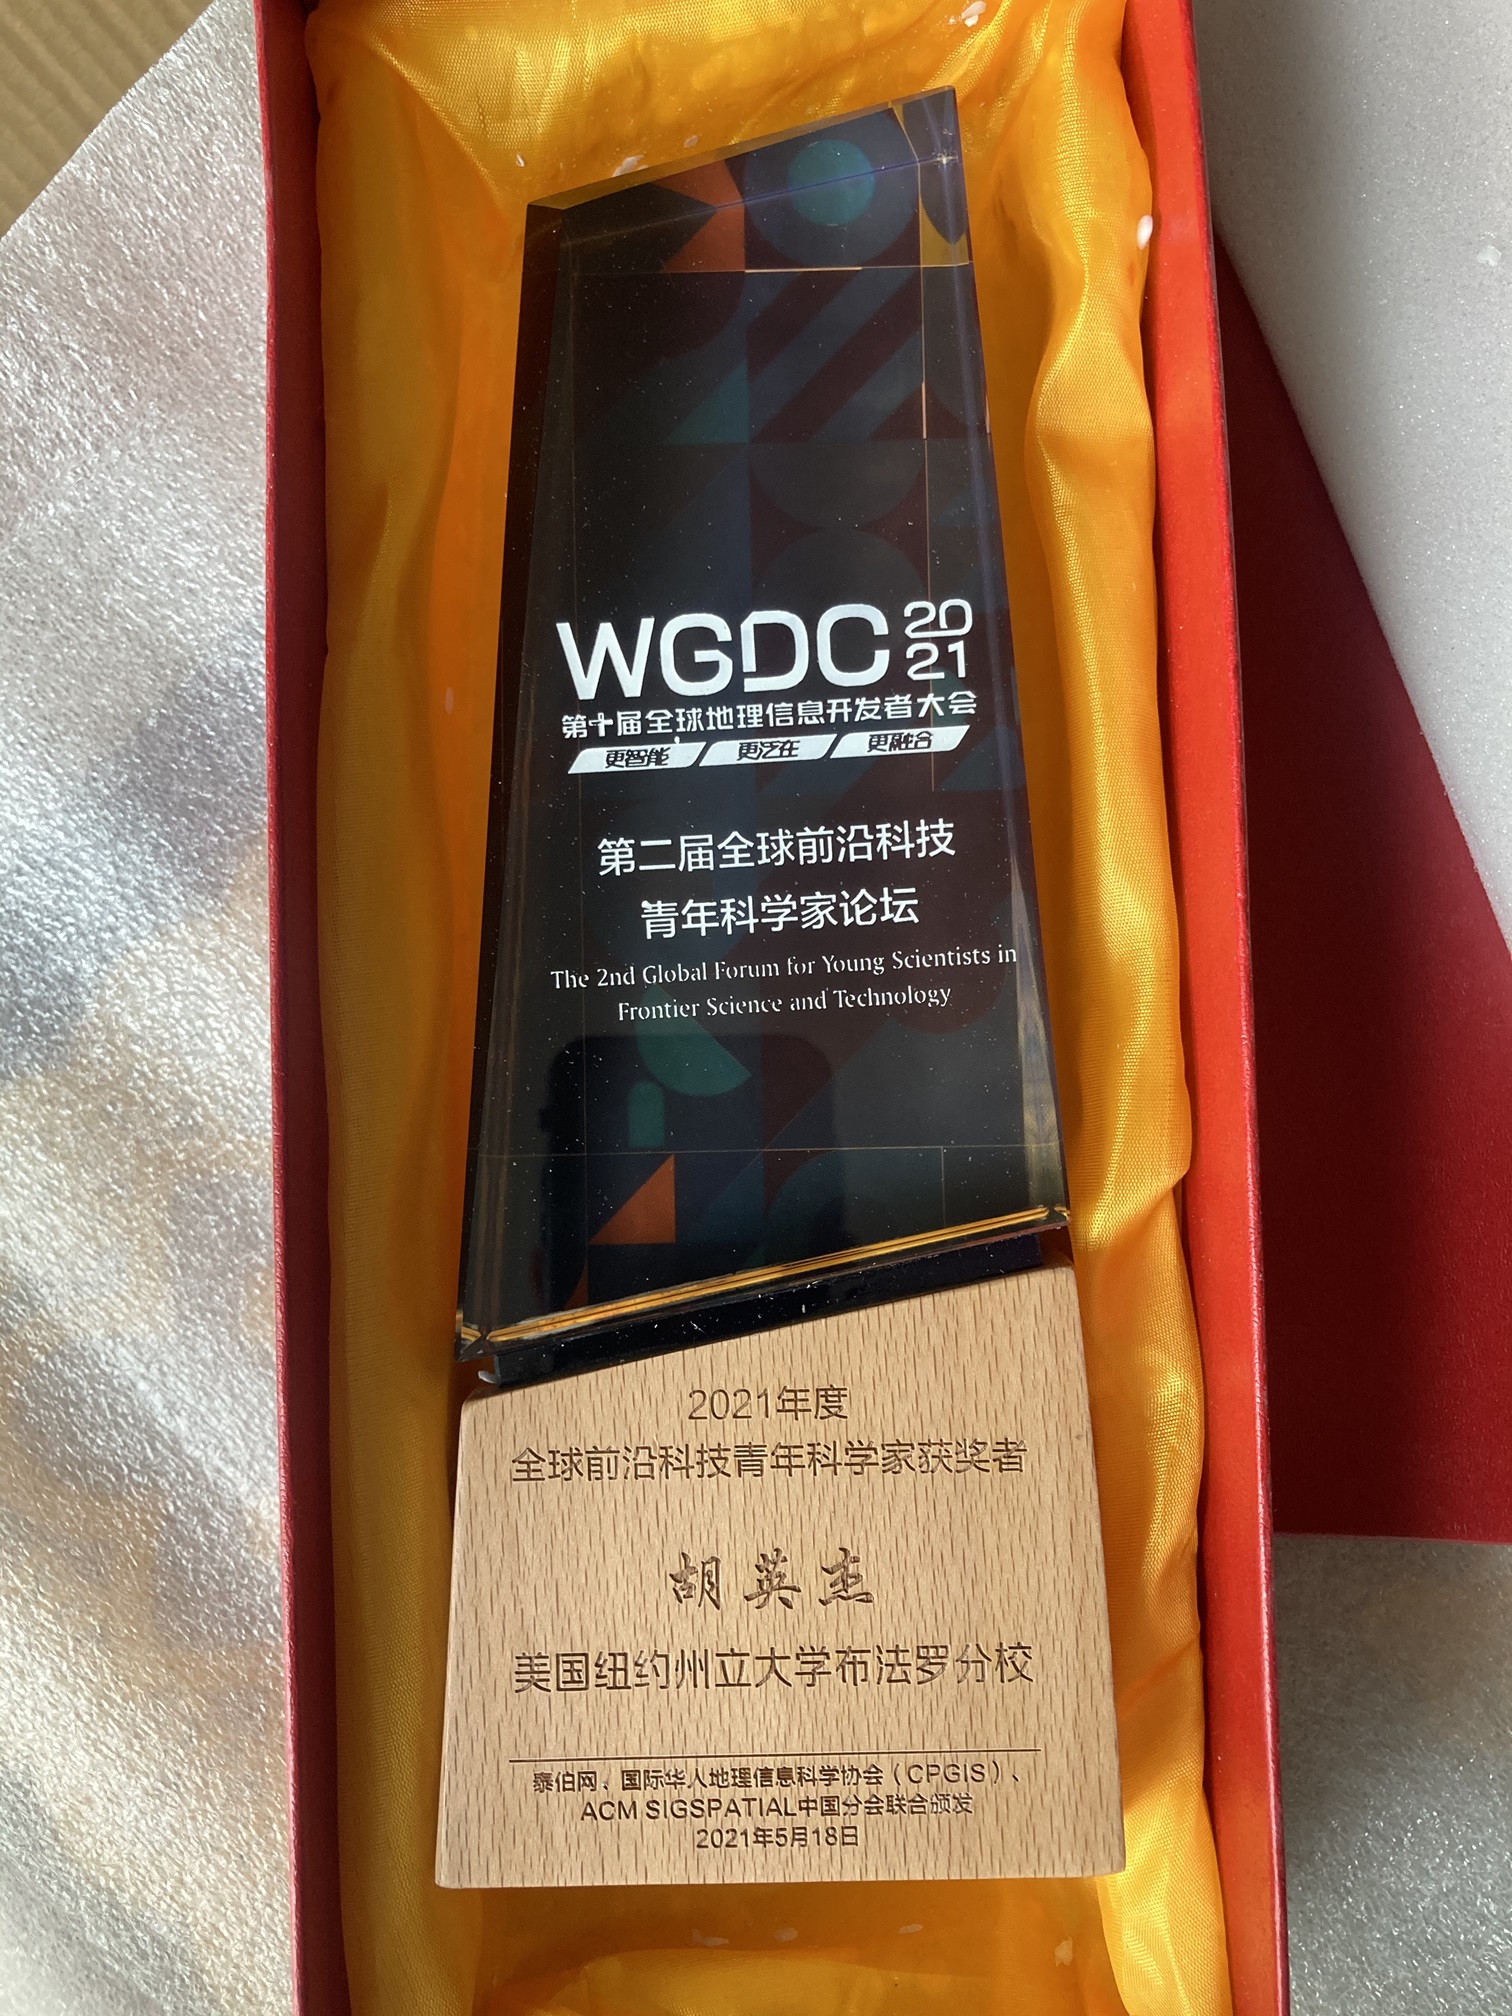 WGDC 2021
第十届全球地理信息开发者大会
更智能 更泛在 更融合
第二届全球前沿科技
青年科学家论坛
The 2nd Global Forum for Young Scientists in
Frontier Science and Technology
2021年度
全球前沿科技青年科学家获奖者
胡英杰
美国纽约州立大学布法罗分校
泰伯网、国际华人地理信息科学协会（CPGIS）、
ACM SIGSPATIAL中国分会联合颁发
2021年5月18日